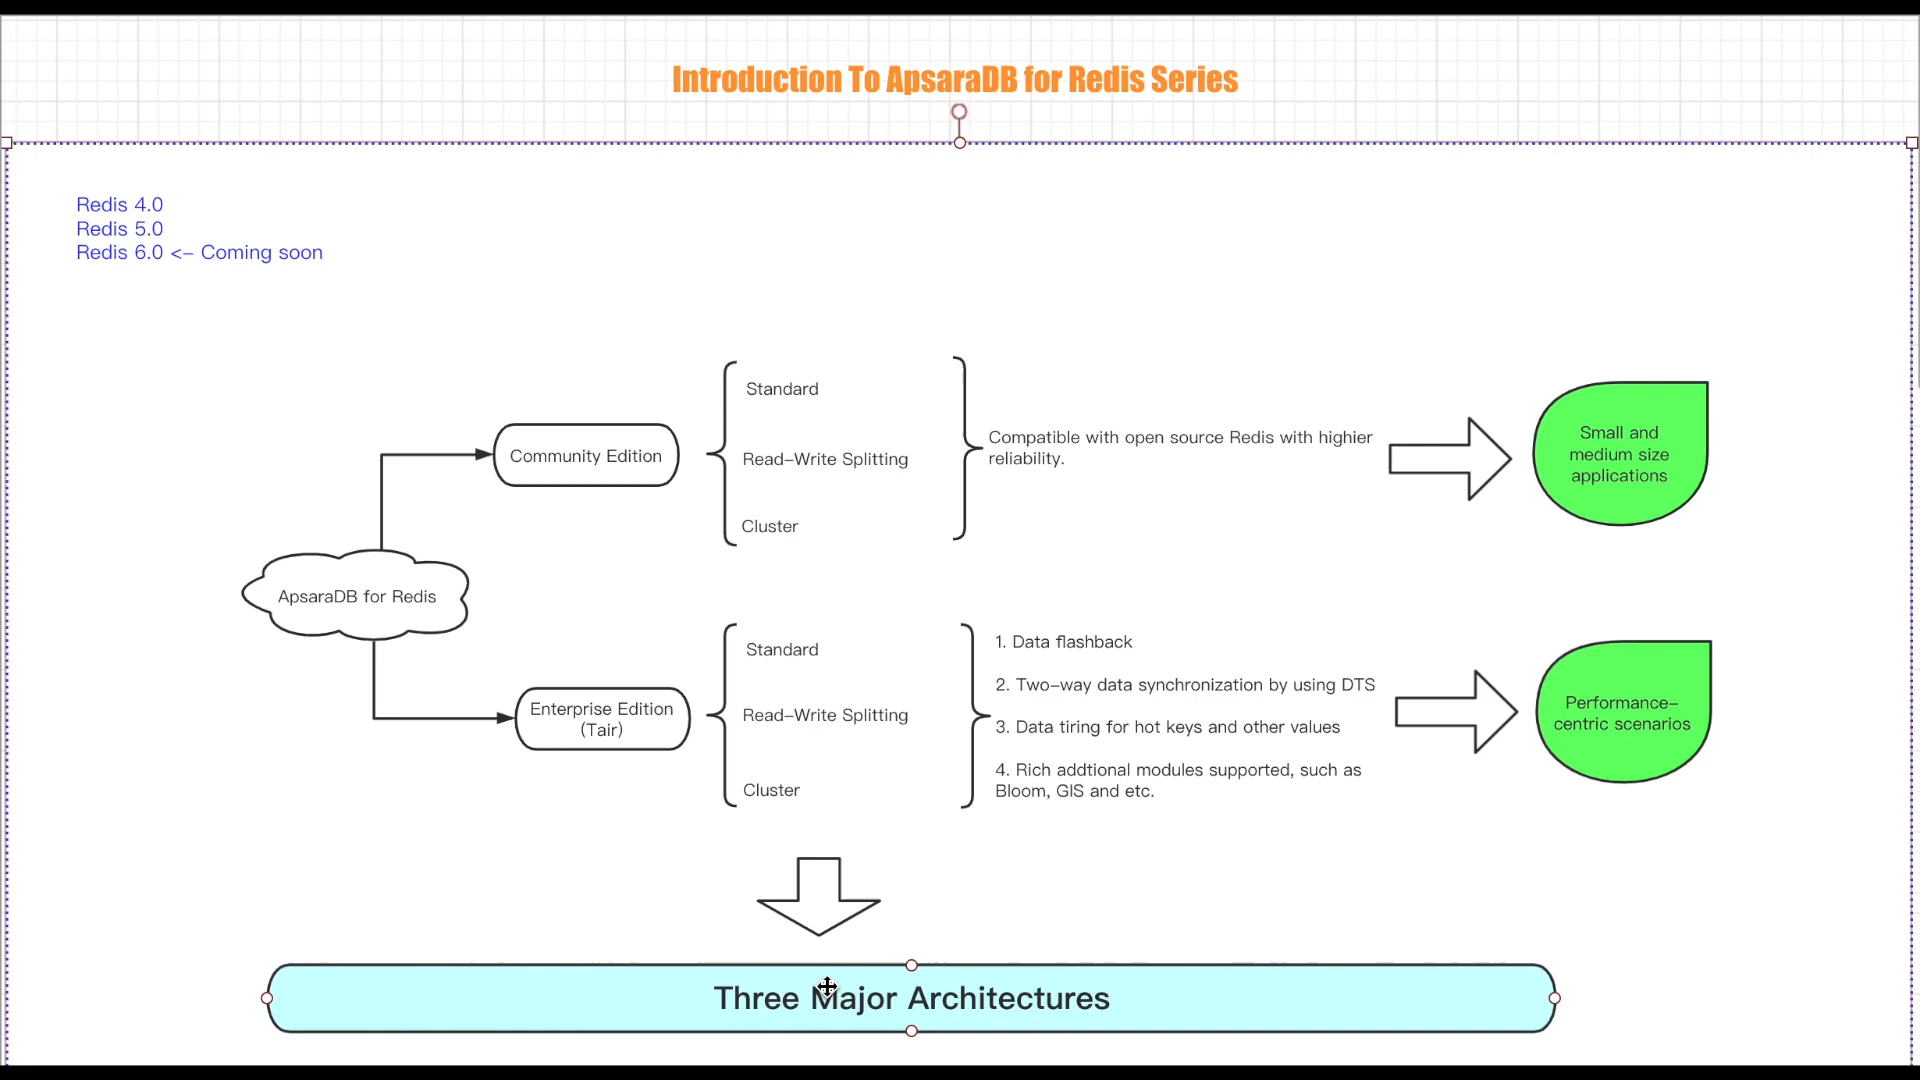 Introduction To ApsaraDB for Redis Series
Redis 4.0
Redis 5.0
Redis 6.0 <- Coming soon
Standard
Community Edition
Read-Write Splitting
Cluster
Compatible with open source Redis with highier
reliability.
Small and
medium size
applications
ApsaraDB for Redis
Enterprise Edition
(Tair)
Standard
Read-Write Splitting
Cluster
1. Data flashback
2. Two-way data synchronization by using DTS
3. Data tiring for hot keys and other values
4. Rich addtional modules supported, such as
Bloom, GIS and etc.
Performance-
centric scenarios
Three Major Architectures